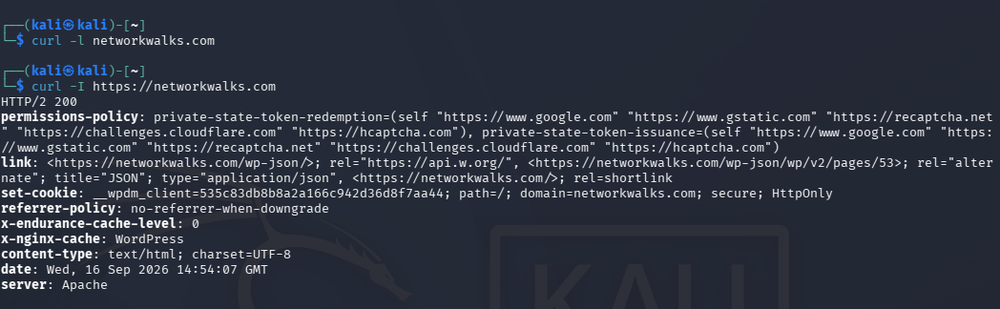 ┌──(kali㉿kali)-[~]
└─$ curl -l networkwalks.com
┌──(kali㉿kali)-[~]
└─$ curl -I https://networkwalks.com
HTTP/2 200
permissions-policy: private-state-token-redemption=(self "https://www.google.com" "https://www.gstatic.com" "https://recaptcha.net
" "https://challenges.cloudflare.com" "https://hcaptcha.com"), private-state-token-issuance=(self "https://www.google.com" "https:
//www.gstatic.com" "https://recaptcha.net" "https://challenges.cloudflare.com" "https://hcaptcha.com")
link: <https://networkwalks.com/wp-json/>; rel="https://api.w.org/", <https://networkwalks.com/wp-json/wp/v2/pages/53>; rel="alter
nate"; title="JSON"; type="application/json", <https://networkwalks.com/>; rel=shortlink
set-cookie: __wpdm_client=535c83db8b8a2a166c942d36d8f7aa44; path=/; domain=networkwalks.com; secure; HttpOnly
referrer-policy: no-referrer-when-downgrade
x-endurance-cache-level: 0
x-nginx-cache: WordPress
content-type: text/html; charset=UTF-8
date: Wed, 16 Sep 2026 14:54:07 GMT
server: Apache
KALI